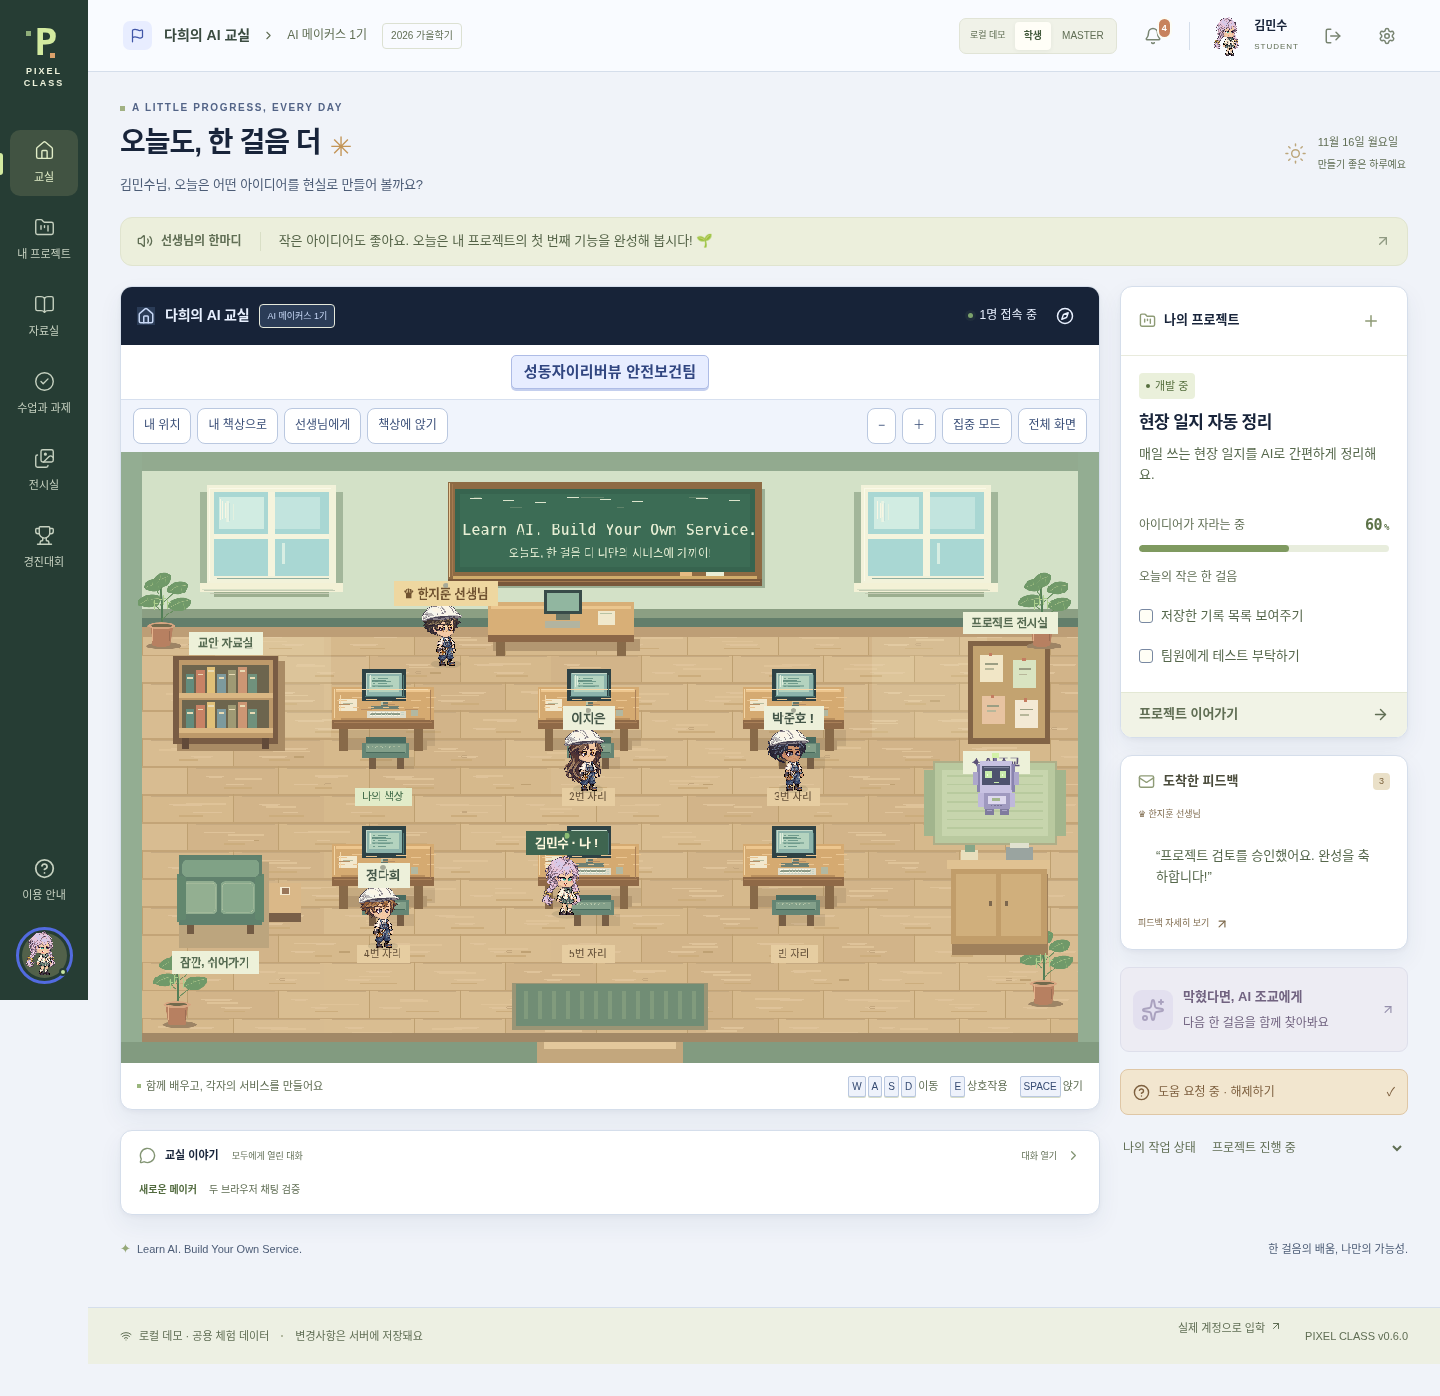 P
PIXEL
CLASS
교실
내 프로젝트
자료실
수업과 과제
전시실
경진대회
이용 안내
다희의 AI 교실
AI 메이커스 1기
2026 가을학기
로컬 데모
학생
MASTER
4
김민수
STUDENT
A LITTLE PROGRESS, EVERY DAY
오늘도, 한 걸음 더
김민수님, 오늘은 어떤 아이디어를 현실로 만들어 볼까요?
11월 16일 월요일
만들기 좋은 하루예요
선생님의 한마디
작은 아이디어도 좋아요. 오늘은 내 프로젝트의 첫 번째 기능을 완성해 봅시다! 🌱
다희의 AI 교실
AI 메이커스 1기
1명 접속 중
성동자이리버뷰 안전보건팀
내 위치
내 책상으로
선생님에게
책상에 앉기
−
+
집중 모드
전체 화면
Learn AI. Build Your Own Service.
오늘도, 한 걸음 더
♛ 한지훈 선생님
교안 자료실
프로젝트 전시실
이지은
박준호 !
나의 책상
2번 자리
3번 자리
김민수 · 나 !
정다희
4번 자리
5번 자리
빈 자리
잠깐, 쉬어가기
함께 배우고, 각자의 서비스를 만들어요
W A S D 이동
E 상호작용
SPACE 앉기
교실 이야기
모두에게 열린 대화
대화 열기
새로운 메이커
두 브라우저 채팅 검증
나의 프로젝트
개발 중
현장 일지 자동 정리
매일 쓰는 현장 일지를 AI로 간편하게 정리해
요.
아이디어가 자라는 중
60%
오늘의 작은 한 걸음
저장한 기록 목록 보여주기
팀원에게 테스트 부탁하기
프로젝트 이어가기
도착한 피드백
3
♛ 한지훈 선생님
“프로젝트 검토를 승인했어요. 완성을 축
하합니다!”
피드백 자세히 보기
막혔다면, AI 조교에게
다음 한 걸음을 함께 찾아봐요
도움 요청 중 · 해제하기
✓
나의 작업 상태
프로젝트 진행 중
Learn AI. Build Your Own Service.
한 걸음의 배움, 나만의 가능성.
로컬 데모 · 공용 체험 데이터 · 변경사항은 서버에 저장돼요
실제 계정으로 입학 ↗
PIXEL CLASS v0.6.0